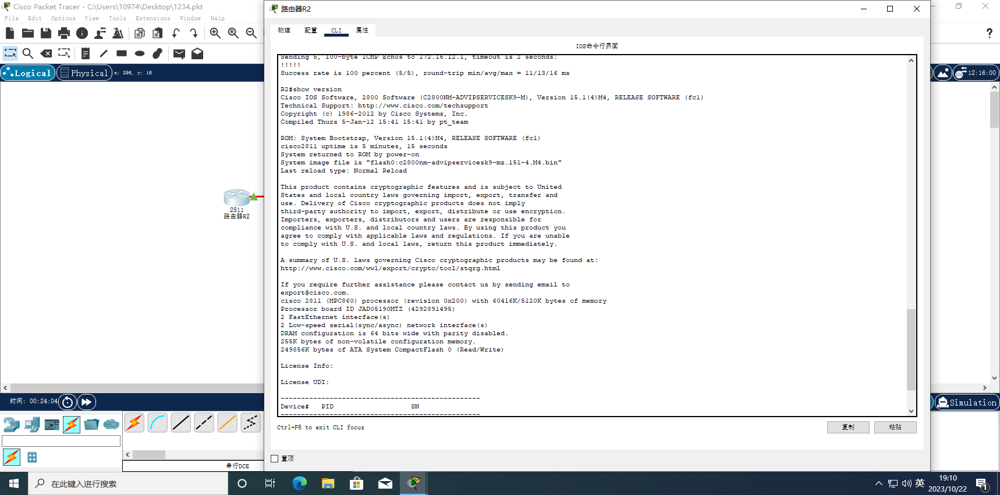 Cisco Packet Tracer - C:\Users\10974\Desktop\1234.pkt
File Edit Options View Tools Extensions Window Help
Logical
Physical
x: 396, y: 16
12:16:00
2811
路由器R2
时间: 00:24:04
Simulation
串行DCE
路由器R2
物理 配置 CLI 属性
IOS命令行界面
Sending 5, 100-byte ICMP Echos to 172.16.12.1, timeout is 2 seconds:
!!!!!
Success rate is 100 percent (5/5), round-trip min/avg/max = 11/13/16 ms
R2#show version
Cisco IOS Software, 2800 Software (C2800NM-ADVIPSERVICESK9-M), Version 15.1(4)M4, RELEASE SOFTWARE (fc1)
Technical Support: http://www.cisco.com/techsupport
Copyright (c) 1986-2012 by Cisco Systems, Inc.
Compiled Thurs 5-Jan-12 15:41 15:41 by pt_team
ROM: System Bootstrap, Version 15.1(4)M4, RELEASE SOFTWARE (fc1)
cisco2811 uptime is 5 minutes, 15 seconds
System returned to ROM by power-on
System image file is "flash0:c2800nm-advipservicesk9-mz.151-4.M4.bin"
Last reload type: Normal Reload
This product contains cryptographic features and is subject to United
States and local country laws governing import, export, transfer and
use. Delivery of Cisco cryptographic products does not imply
third-party authority to import, export, distribute or use encryption.
Importers, exporters, distributors and users are responsible for
compliance with U.S. and local country laws. By using this product you
agree to comply with applicable laws and regulations. If you are unable
to comply with U.S. and local laws, return this product immediately.
A summary of U.S. laws governing Cisco cryptographic products may be found at:
http://www.cisco.com/wwl/export/crypto/tool/stqrg.html
If you require further assistance please contact us by sending email to
export@cisco.com.
cisco 2811 (MPC860) processor (revision 0x200) with 60416K/5120K bytes of memory
Processor board ID JAD05190MTZ (4292891495)
2 FastEthernet interface(s)
2 Low-speed serial(sync/async) network interface(s)
DRAM configuration is 64 bits wide with parity disabled.
255K bytes of non-volatile configuration memory.
249856K bytes of ATA System CompactFlash 0 (Read/Write)
License Info:
License UDI:
-------------------------------------------------
Device# PID SN
-------------------------------------------------
Ctrl+F6 to exit CLI focus
复制
粘贴
置顶
在此键入进行搜索
英
19:10
2023/10/22
1